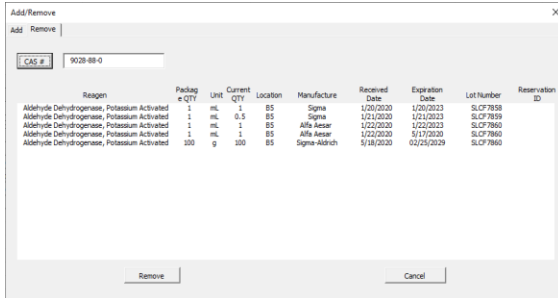 Add/Remove
Add Remove
CAS # 9028-88-0
Reagen Packag e QTY Unit Current QTY Location Manufacture Received Date Expiration Date Lot Number Reservation ID
Aldehyde Dehydrogenase, Potassium Activated 1 mL 1 B5 Sigma 1/20/2020 1/20/2023 SLCF7858
Aldehyde Dehydrogenase, Potassium Activated 1 mL 0.5 B5 Sigma 1/21/2020 1/21/2023 SLCF7859
Aldehyde Dehydrogenase, Potassium Activated 1 mL 1 B5 Alfa Aesar 1/22/2020 1/22/2023 SLCF7860
Aldehyde Dehydrogenase, Potassium Activated 1 mL 1 B5 Alfa Aesar 1/22/2020 5/17/2020 SLCF7860
Aldehyde Dehydrogenase, Potassium Activated 100 g 100 B5 Sigma-Aldrich 5/18/2020 02/25/2029 SLCF7860
Remove Cancel